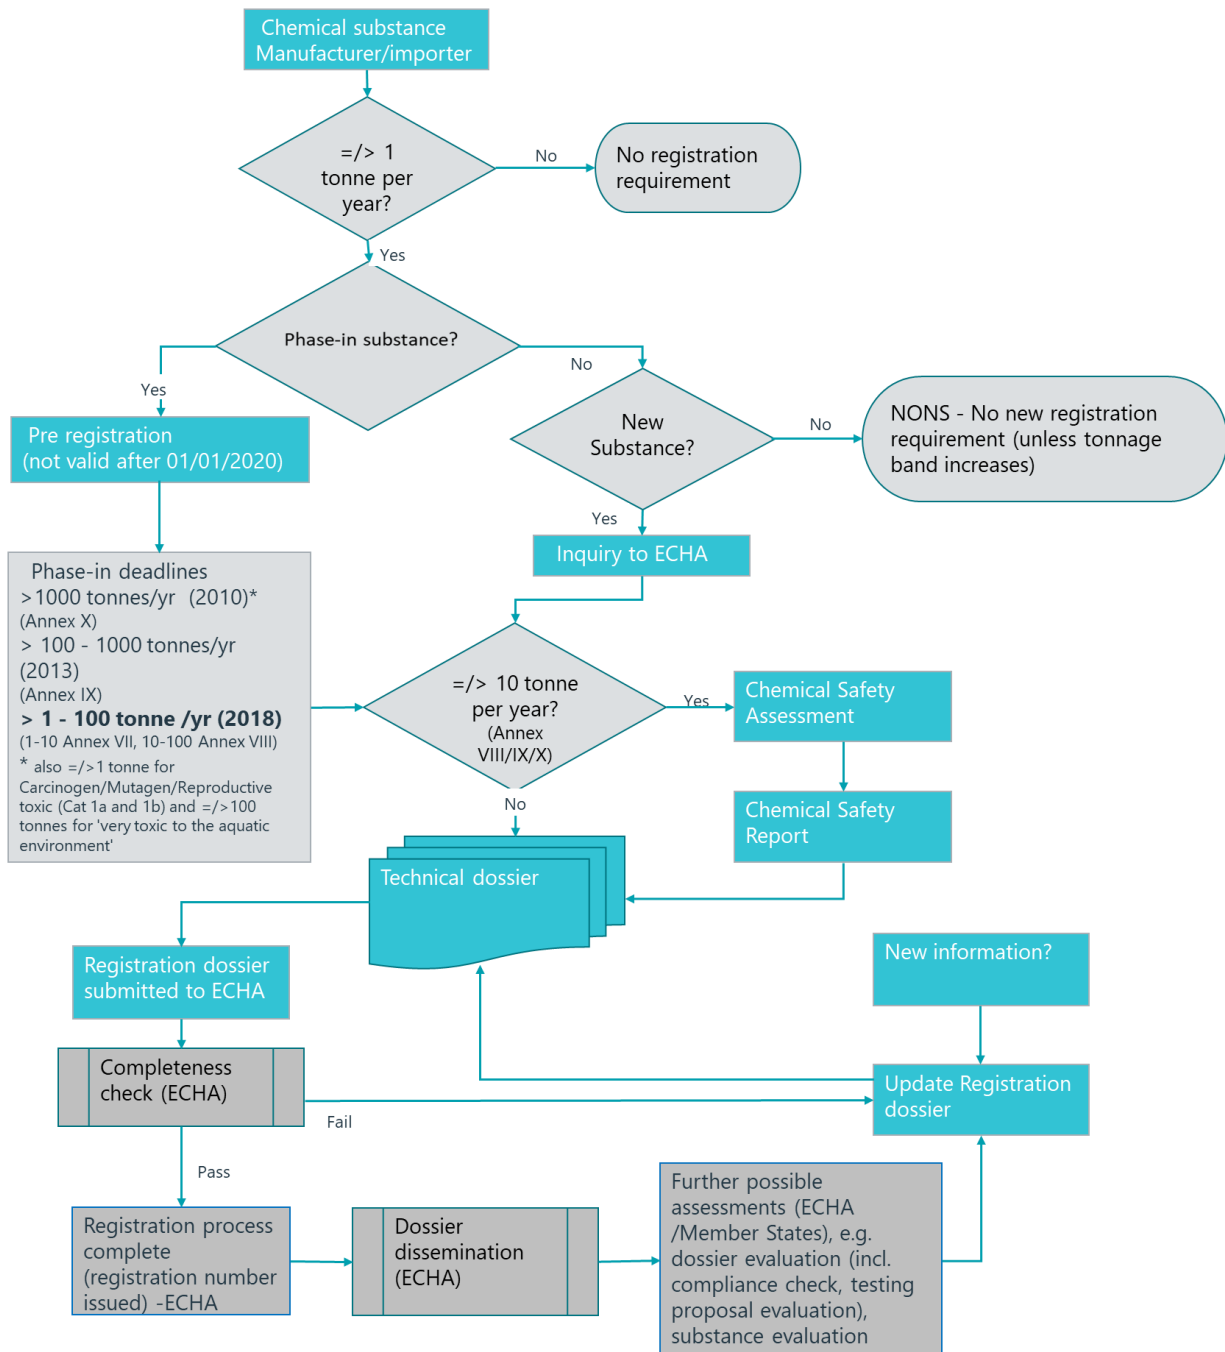 Chemical substance
Manufacturer/importer
=/> 1
tonne per
year?
No
No registration
requirement
Yes
Phase-in substance?
Yes
No
Pre registration
(not valid after 01/01/2020)
New
Substance?
No
NONS - No new registration
requirement (unless tonnage
band increases)
Yes
Inquiry to ECHA
Phase-in deadlines
>1000 tonnes/yr (2010)*
(Annex X)
> 100 - 1000 tonnes/yr
(2013)
(Annex IX)
> 1 - 100 tonne /yr (2018)
(1-10 Annex VII, 10-100 Annex VIII)
* also =/>1 tonne for
Carcinogen/Mutagen/Reproductive
toxic (Cat 1a and 1b) and =/>100
tonnes for 'very toxic to the aquatic
environment'
=/> 10 tonne
per year?
(Annex
VIII/IX/X)
Yes
Chemical Safety
Assessment
No
Chemical Safety
Report
Technical dossier
Registration dossier
submitted to ECHA
New information?
Completeness
check (ECHA)
Fail
Update Registration
dossier
Pass
Registration process
complete
(registration number
issued) -ECHA
Dossier
dissemination
(ECHA)
Further possible
assessments (ECHA
/Member States), e.g.
dossier evaluation (incl.
compliance check, testing
proposal evaluation),
substance evaluation